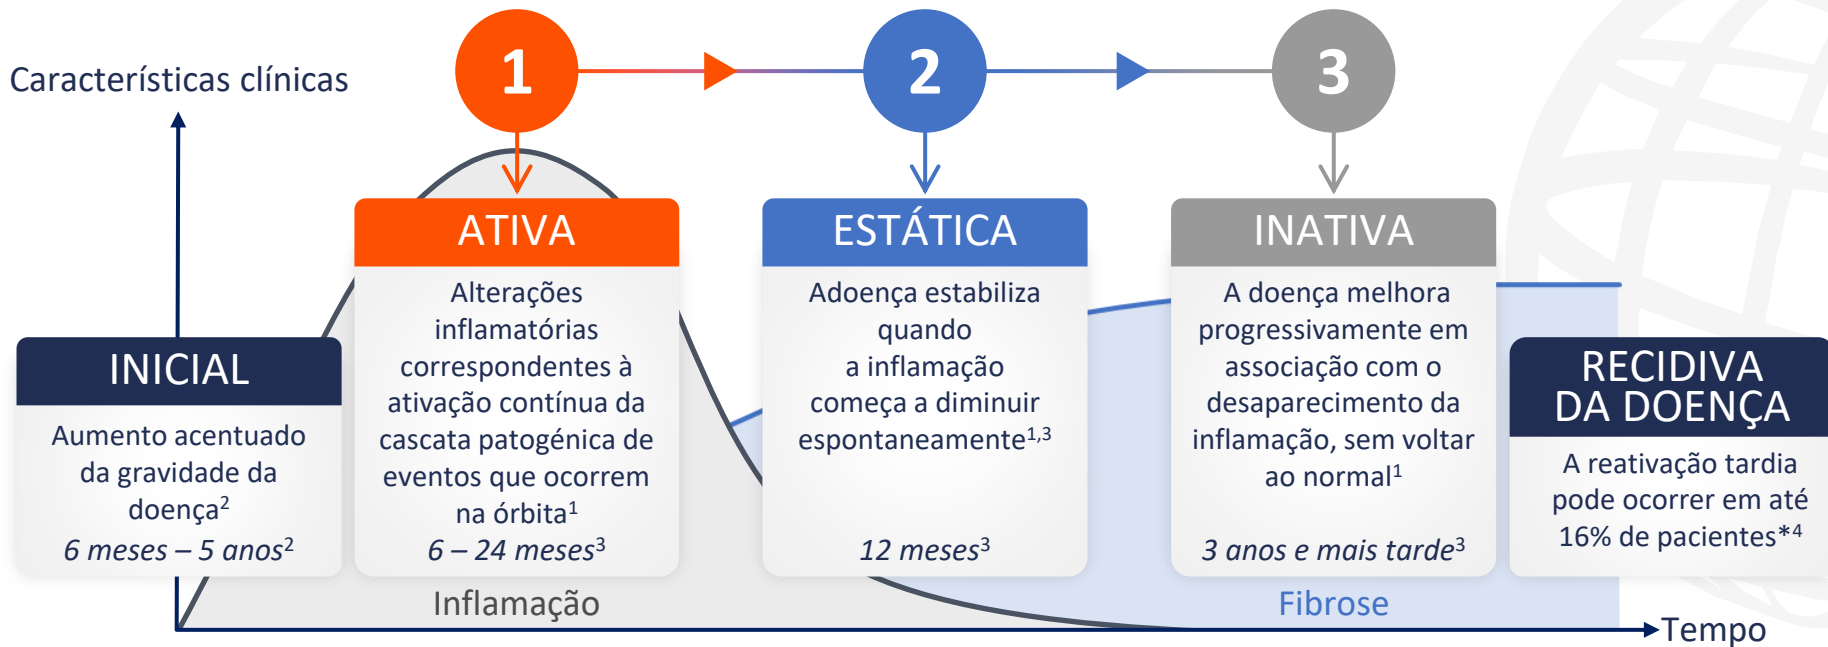 Características clínicas
1
2
3
INICIAL
Aumento acentuado
da gravidade da
doença2
6 meses – 5 anos2
ATIVA
Alterações
inflamatórias
correspondentes à
ativação contínua da
cascata patogénica de
eventos que ocorrem
na órbita1
6 – 24 meses3
ESTÁTICA
Adoença estabiliza
quando
a inflamação
começa a diminuir
espontaneamente1,3
12 meses3
INATIVA
A doença melhora
progressivamente em
associação com o
desaparecimento da
inflamação, sem voltar
ao normal1
3 anos e mais tarde3
RECIDIVA
DA DOENÇA
A reativação tardia
pode ocorrer em até
16% de pacientes*4
Inflamação
Fibrose
Tempo